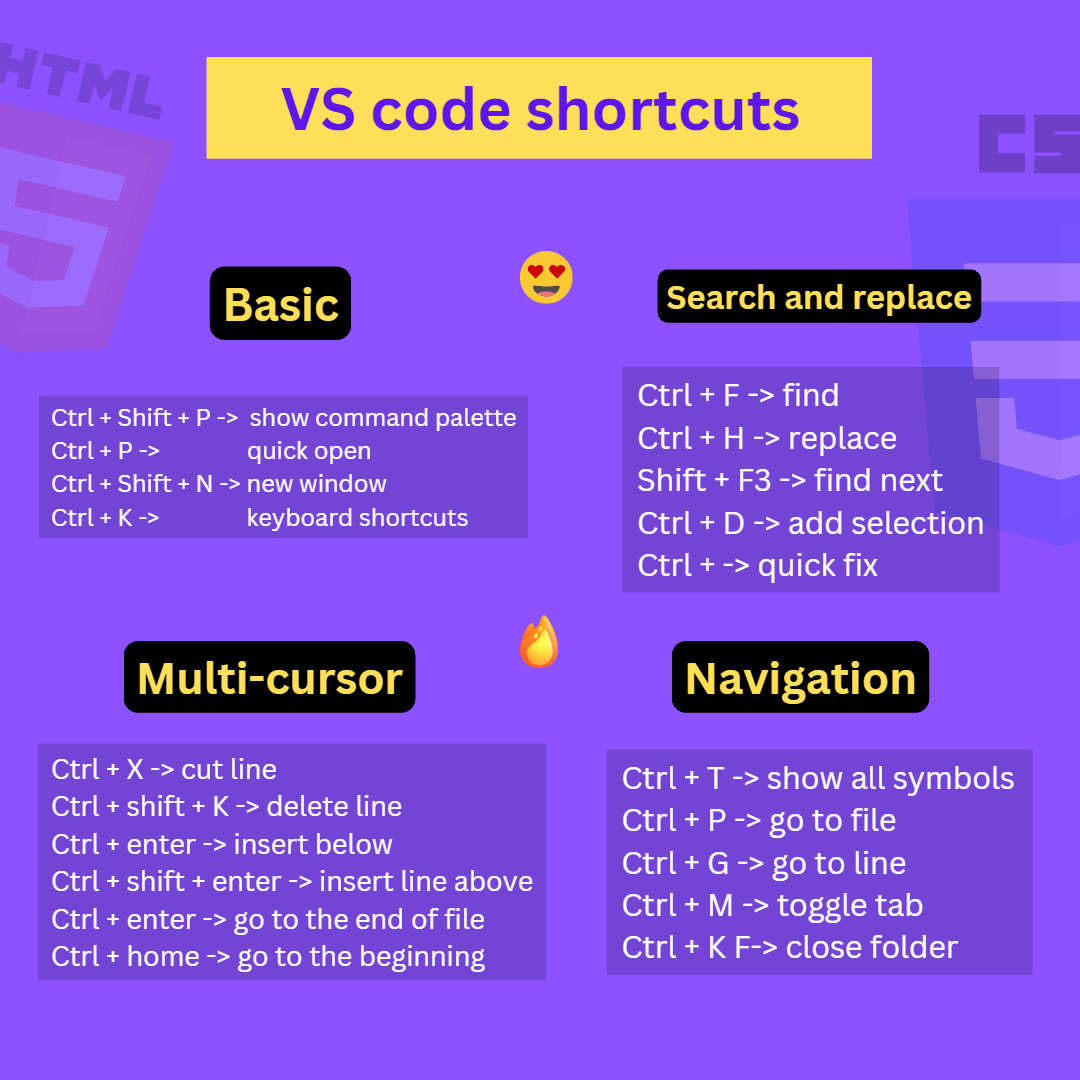 HTML
VS code shortcuts
CS
Basic
Search and replace
Ctrl + Shift + P -> show command palette
Ctrl + P -> quick open
Ctrl + Shift + N -> new window
Ctrl + K -> keyboard shortcuts
Ctrl + F -> find
Ctrl + H -> replace
Shift + F3 -> find next
Ctrl + D -> add selection
Ctrl + -> quick fix
Multi-cursor
Navigation
Ctrl + X -> cut line
Ctrl + shift + K -> delete line
Ctrl + enter -> insert below
Ctrl + shift + enter -> insert line above
Ctrl + enter -> go to the end of file
Ctrl + home -> go to the beginning
Ctrl + T -> show all symbols
Ctrl + P -> go to file
Ctrl + G -> go to line
Ctrl + M -> toggle tab
Ctrl + K F-> close folder